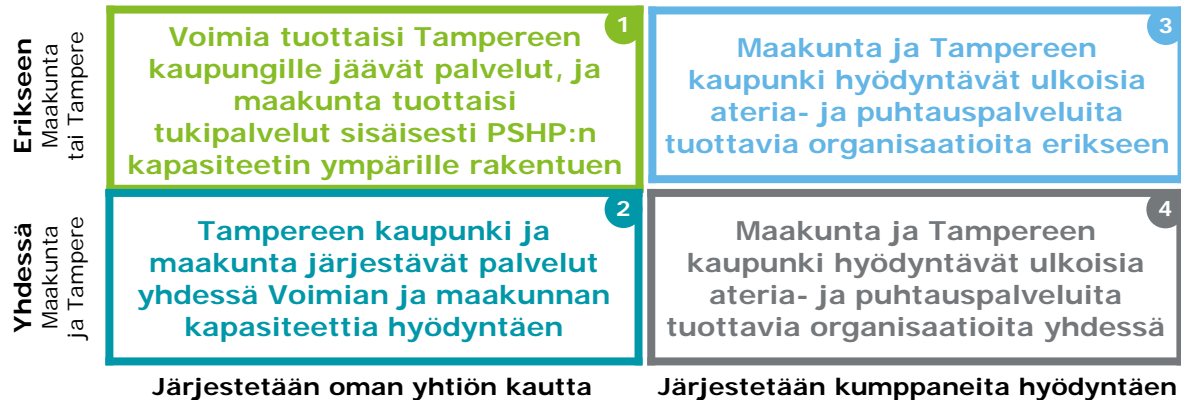 Erikseen
Maakunta
tai Tampere
1
Voimia tuottaisi Tampereen
kaupungille jäävät palvelut, ja
maakunta tuottaisi
tukipalvelut sisäisesti PSHP:n
kapasiteetin ympärille rakentuen
3
Maakunta ja Tampereen
kaupunki hyödyntävät ulkoisia
ateria- ja puhtauspalveluita
tuottavia organisaatioita erikseen
Yhdessä
Maakunta
ja Tampere
2
Tampereen kaupunki ja
maakunta järjestävät palvelut
yhdessä Voimian ja maakunnan
kapasiteettia hyödyntäen
4
Maakunta ja Tampereen
kaupunki hyödyntävät ulkoisia
ateria- ja puhtauspalveluita
tuottavia organisaatioita yhdessä
Järjestetään oman yhtiön kautta
Järjestetään kumppaneita hyödyntäen